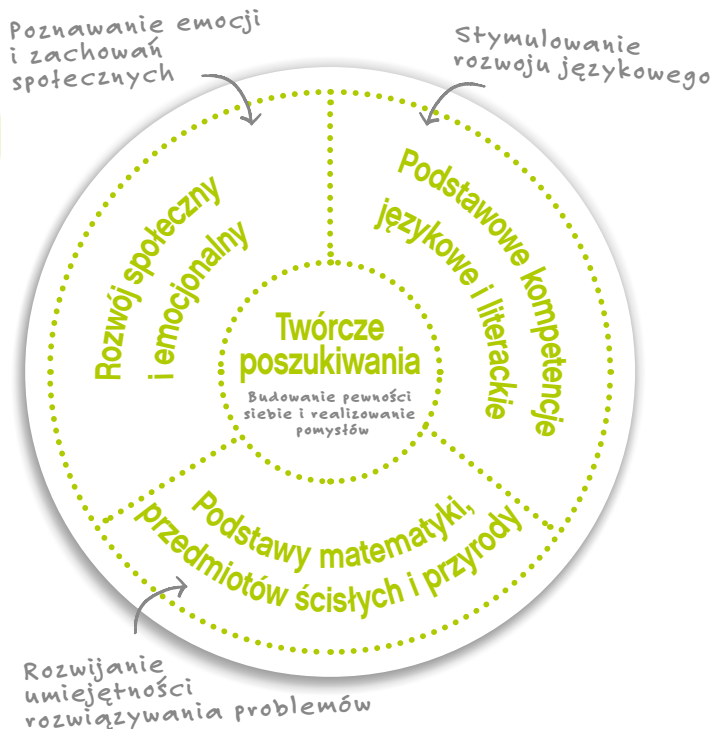 Poznawanie emocji
i zachowań
społecznych
Stymulowanie
rozwoju językowego
Rozwój społeczny
i emocjonalny
Podstawowe kompetencje
językowe i literackie
Twórcze
poszukiwania
Budowanie pewności
siebie i realizowanie
pomysłów
Podstawy matematyki,
przedmiotów ścisłych i przyrody
Rozwijanie
umiejętności
rozwiązywania problemów